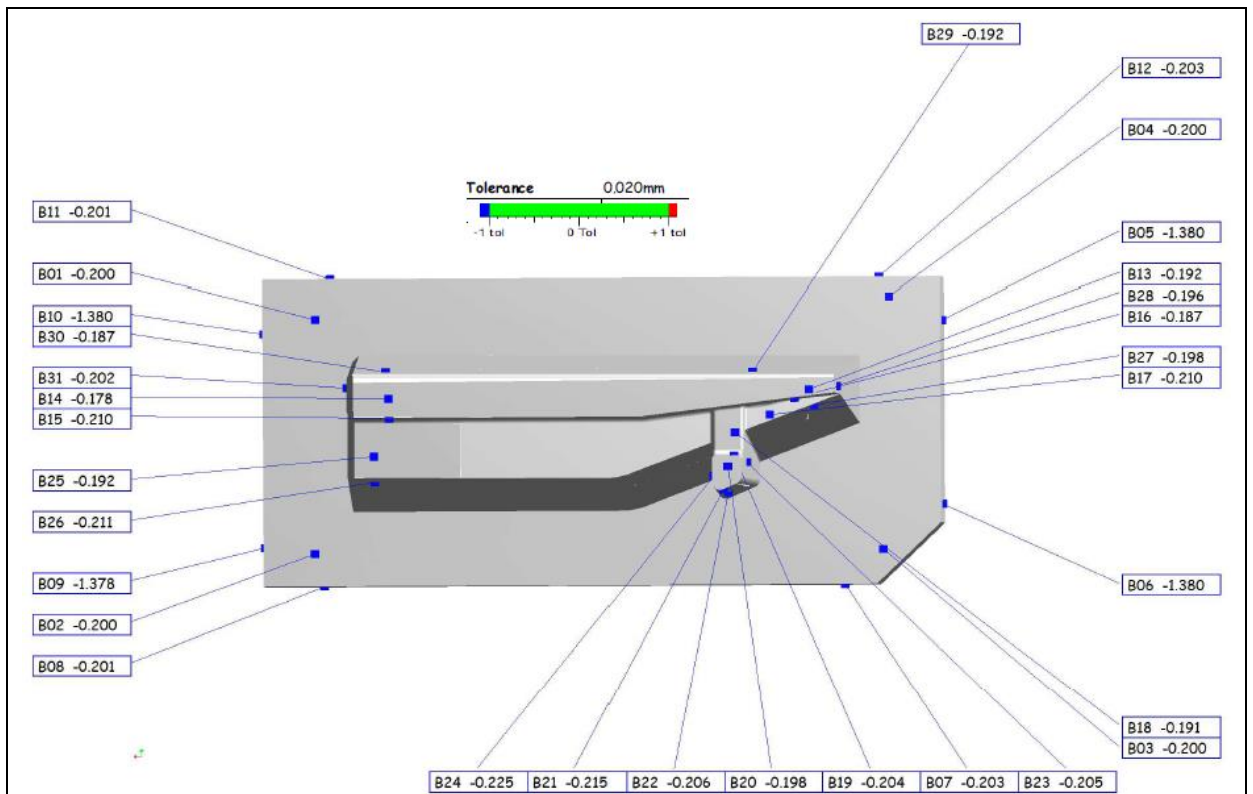 B29 -0.192
B12 -0.203
B04 -0.200
Tolerance 0,020mm
-1 tol 0 Tol +1 tol
B11 -0.201
B01 -0.200
B10 -1.380
B30 -0.187
B31 -0.202
B14 -0.178
B15 -0.210
B25 -0.192
B26 -0.211
B09 -1.378
B02 -0.200
B08 -0.201
B05 -1.380
B13 -0.192
B28 -0.196
B16 -0.187
B27 -0.198
B17 -0.210
B06 -1.380
B18 -0.191
B03 -0.200
B24 -0.225 B21 -0.215 B22 -0.206 B20 -0.198 B19 -0.204 B07 -0.203 B23 -0.205